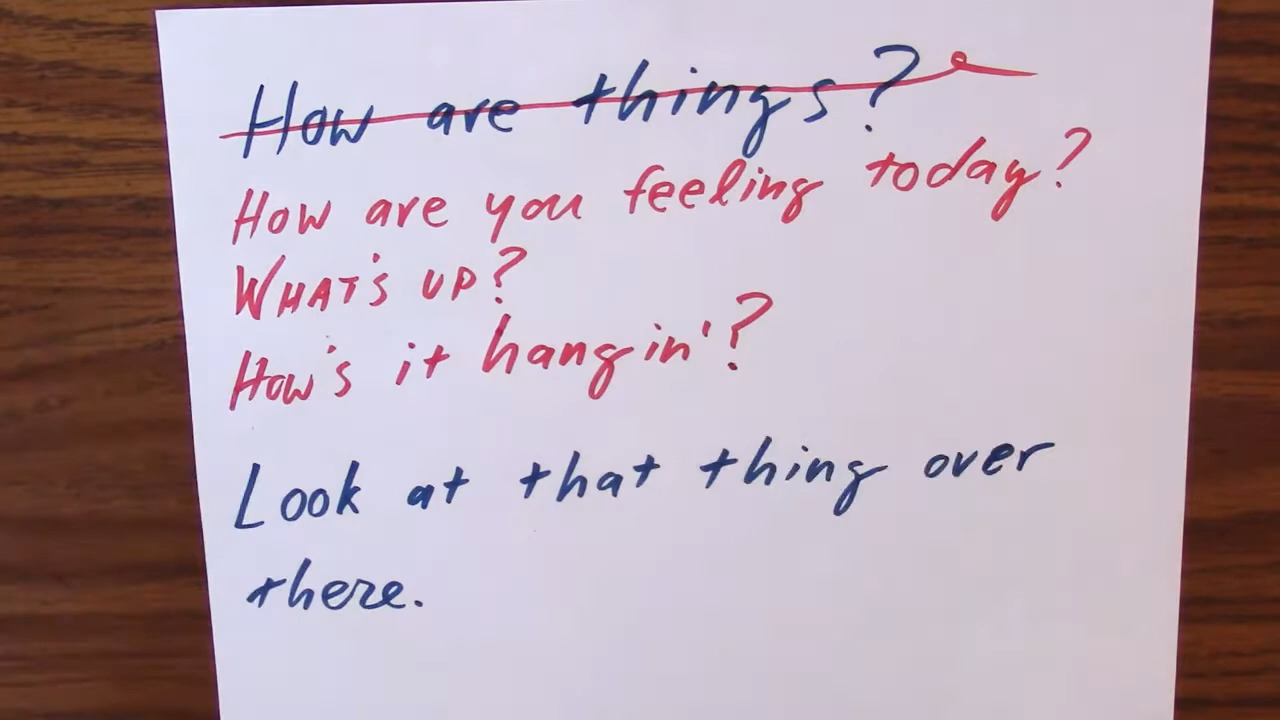 How are things?
How are you feeling today?
WHAT'S UP?
How's it hangin'?
Look at that thing over
there.